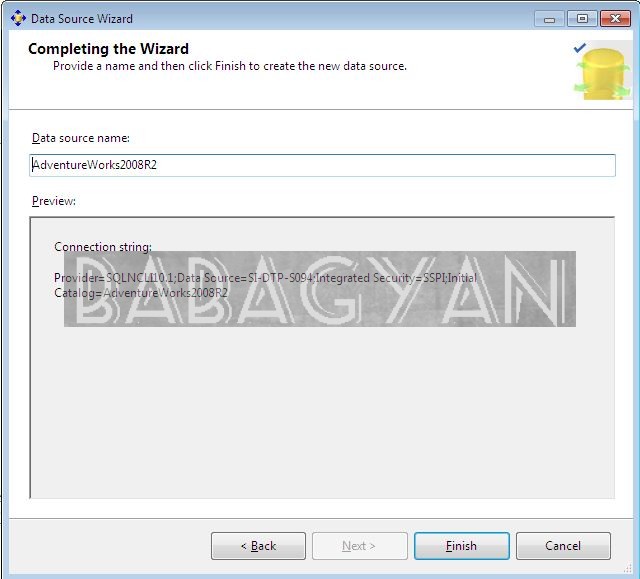 Data Source Wizard
Completing the Wizard
Provide a name and then click Finish to create the new data source.
Data source name:
AdventureWorks2008R2
Preview:
Connection string:
Provider=SQLNCLI10.1;Data Source=SI-DTP-S094;Integrated Security=SSPI;Initial
Catalog=AdventureWorks2008R2
BABAGYAN
< Back
Next >
Finish
Cancel